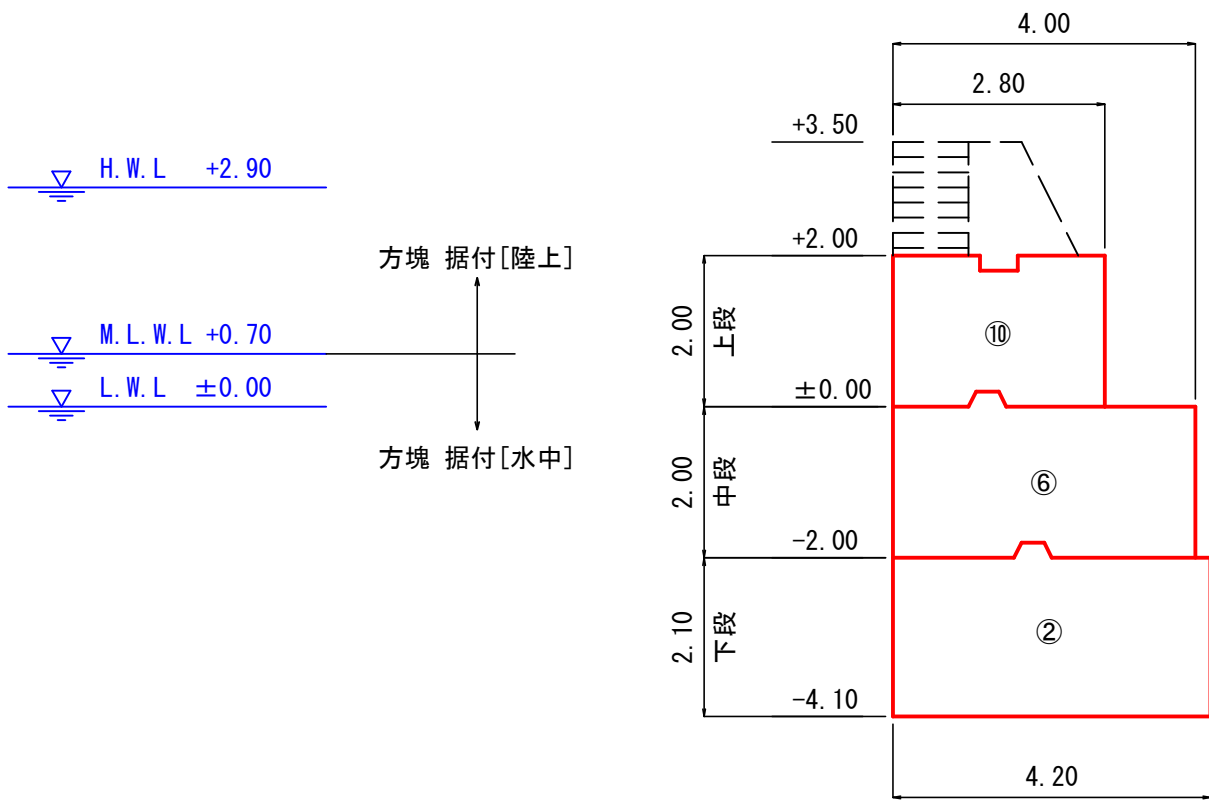 4.00
2.80
+3.50
H.W.L +2.90
+2.00
方塊 据付[陸上]
2.00
上段
⑩
M.L.W.L +0.70
L.W.L ±0.00
±0.00
方塊 据付[水中]
2.00
中段
⑥
-2.00
2.10
下段
②
-4.10
4.20